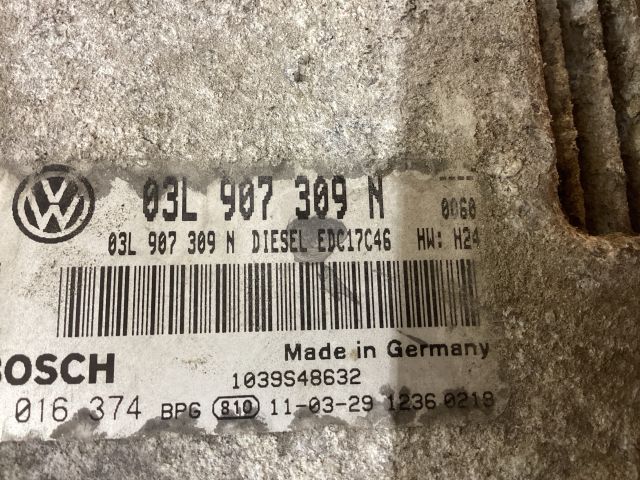 03L 907 309 N
---- 0060
03L 907 309 N DIESEL EDC17C46 HW: H24
BOSCH Made in Germany
1039S48632
016 374 BPG 810 11-03-29 1236 0219